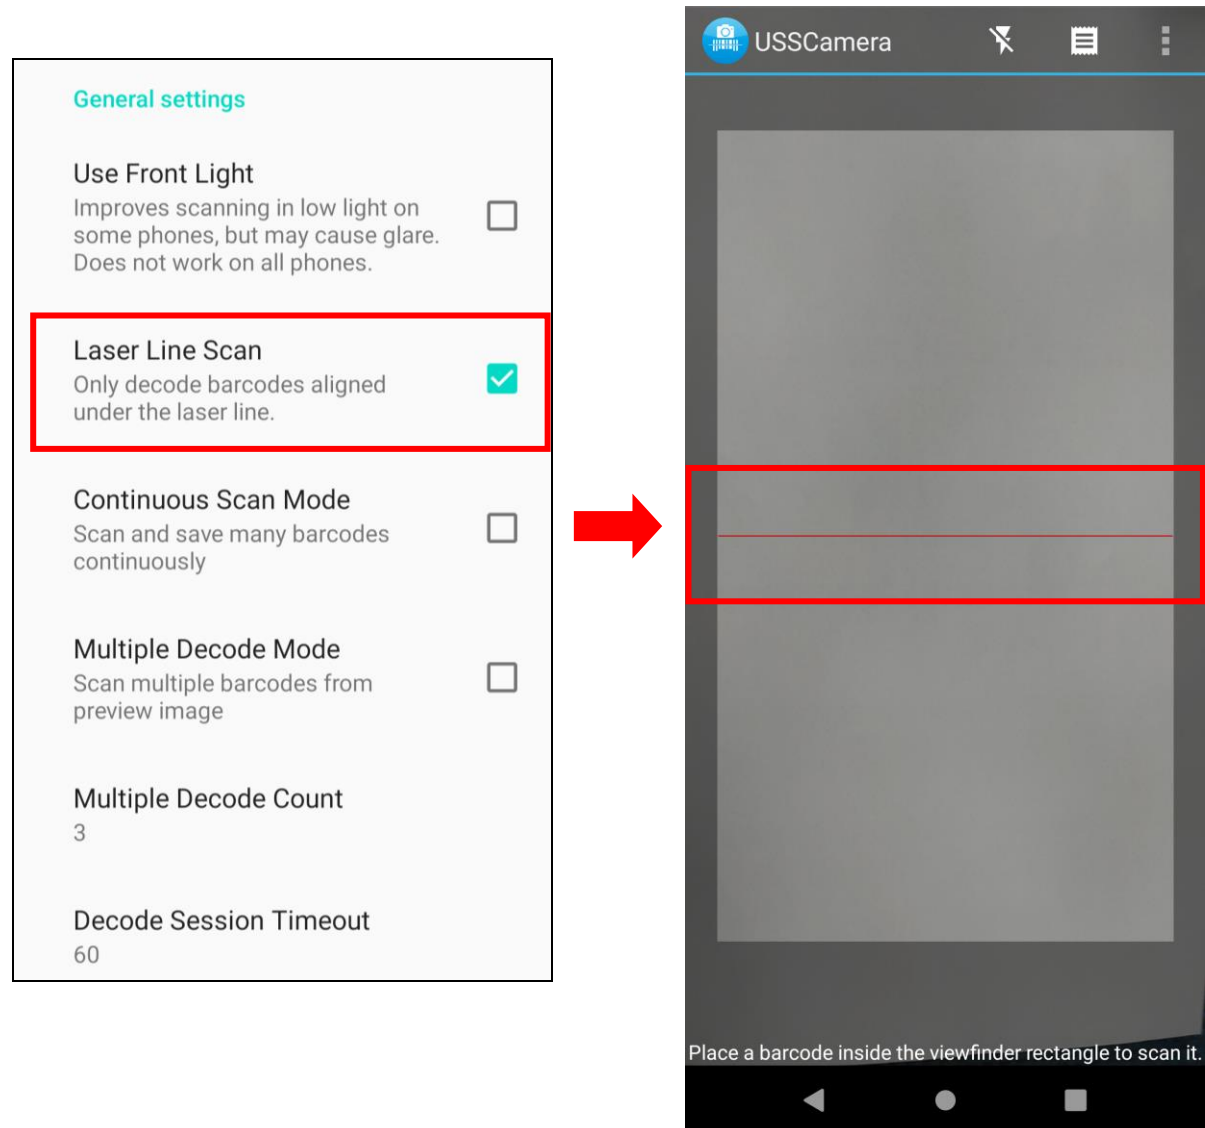 General settings
Use Front Light
Improves scanning in low light on
some phones, but may cause glare.
Does not work on all phones.
Laser Line Scan
Only decode barcodes aligned
under the laser line.
Continuous Scan Mode
Scan and save many barcodes
continuously
Multiple Decode Mode
Scan multiple barcodes from
preview image
Multiple Decode Count
3
Decode Session Timeout
60
USSCamera
Place a barcode inside the viewfinder rectangle to scan it.